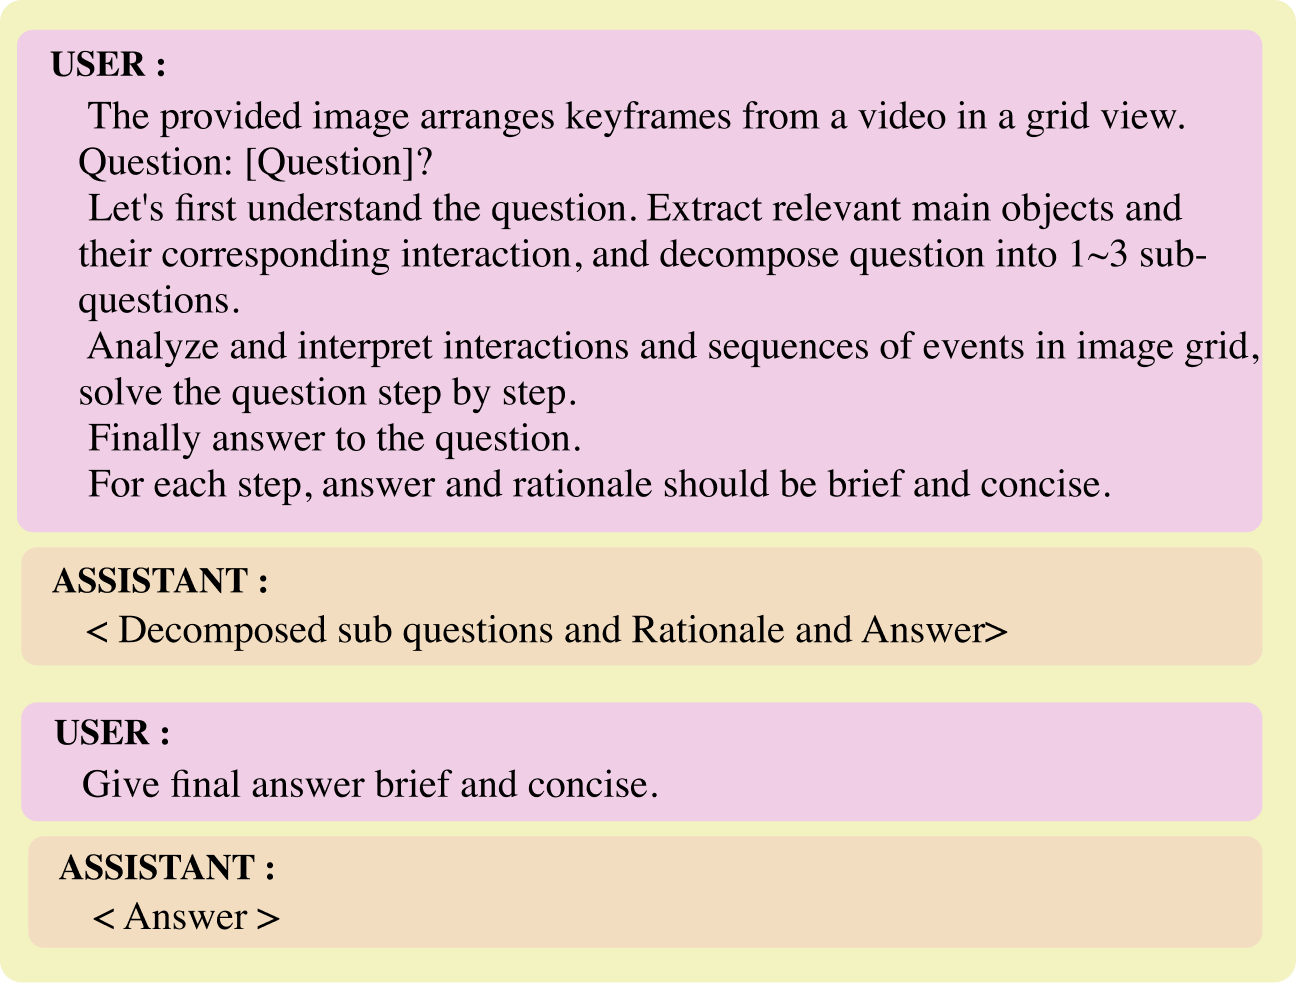 USER :
The provided image arranges keyframes from a video in a grid view.
Question: [Question]?
Let's first understand the question. Extract relevant main objects and
their corresponding interaction, and decompose question into 1~3 sub-
questions.
Analyze and interpret interactions and sequences of events in image grid,
solve the question step by step.
Finally answer to the question.
For each step, answer and rationale should be brief and concise.
ASSISTANT :
< Decomposed sub questions and Rationale and Answer>
USER :
Give final answer brief and concise.
ASSISTANT :
< Answer >